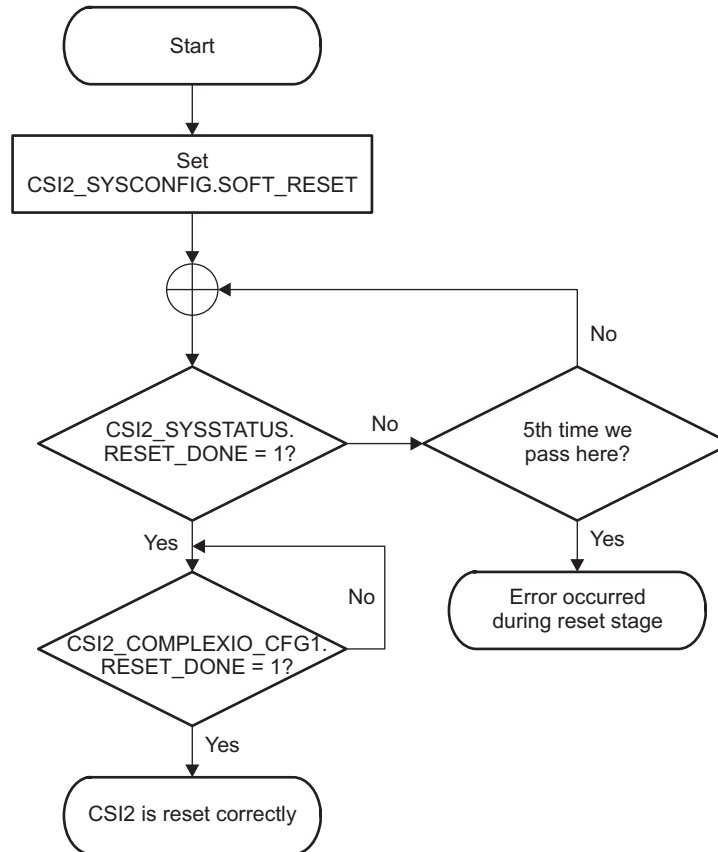 Start
Set
CSI2_SYSCONFIG.SOFT_RESET
No
CSI2_SYSSTATUS.
RESET_DONE = 1?
No
5th time we
pass here?
Yes
No
Yes
Error occurred
during reset stage
CSI2_COMPLEXIO_CFG1.
RESET_DONE = 1?
Yes
CSI2 is reset correctly